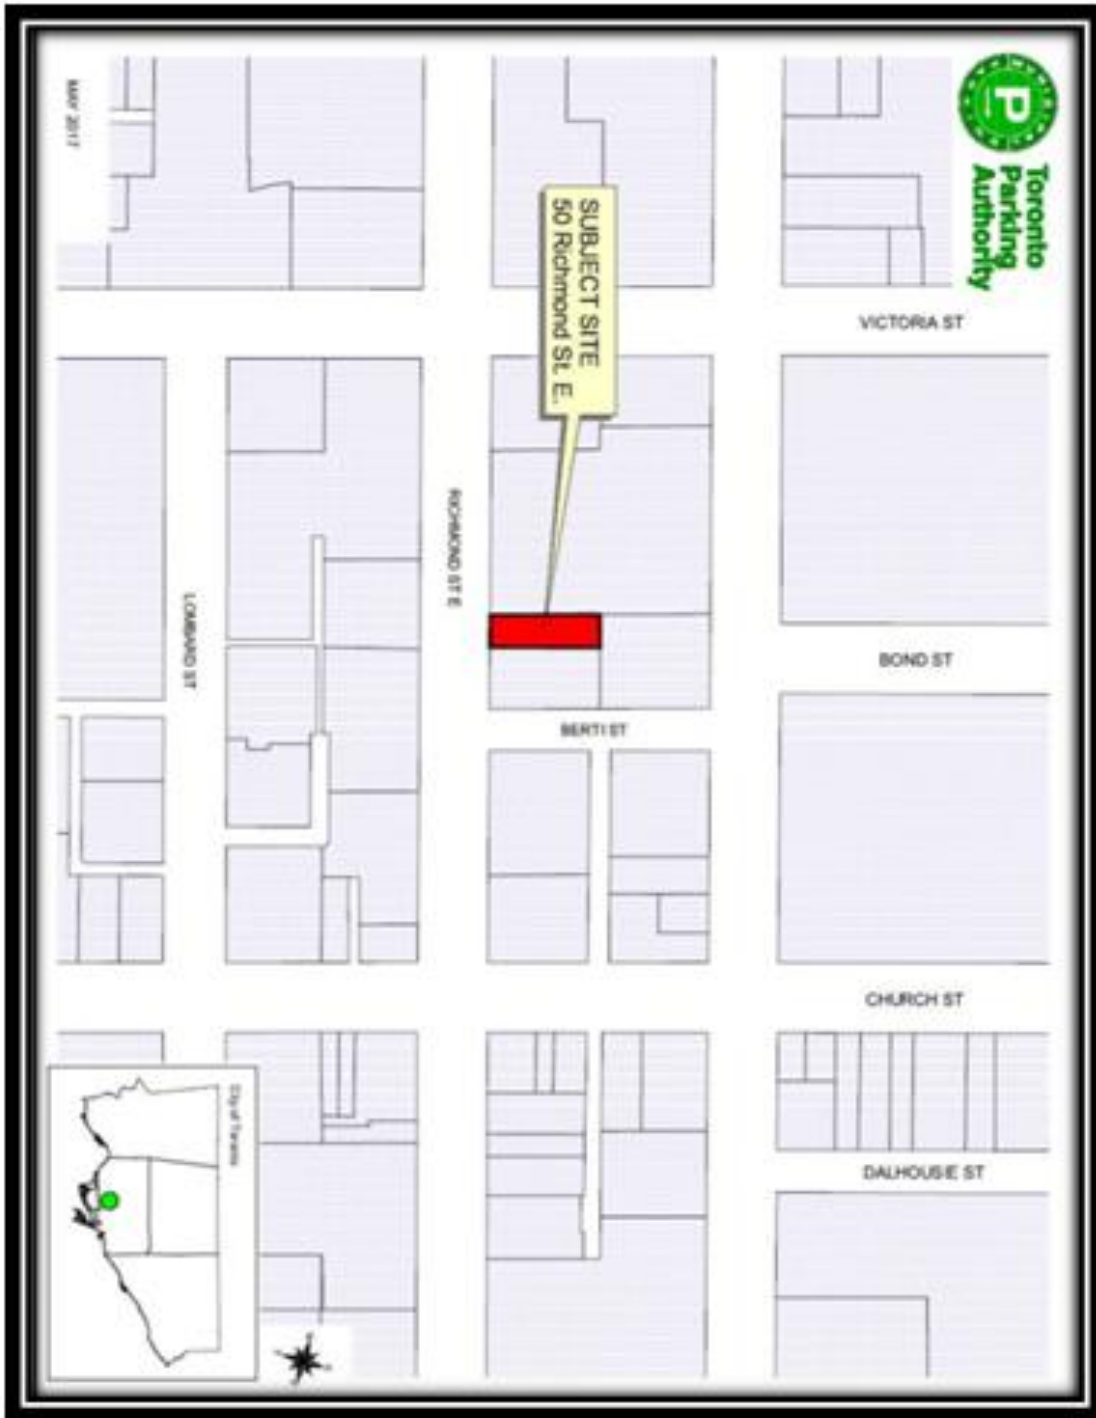 Toronto
Parking
Authority
P
SUBJECT SITE
50 Richmond St. E.
VICTORIA ST
BOND ST
BERTI ST
CHURCH ST
DALHOUSIE ST
RICHMOND ST E
LOMBARD ST
MAY 2017
City of Toronto